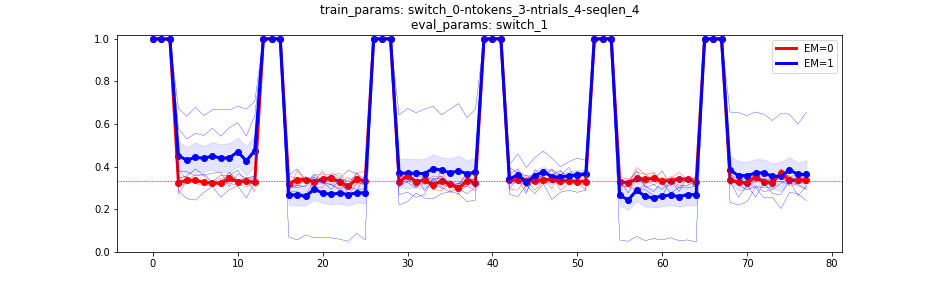 train_params: switch_0-ntokens_3-ntrials_4-seqlen_4
eval_params: switch_1
1.0
0.8
0.6
0.4
0.2
0.0
EM=0
EM=1
0 10 20 30 40 50 60 70 80